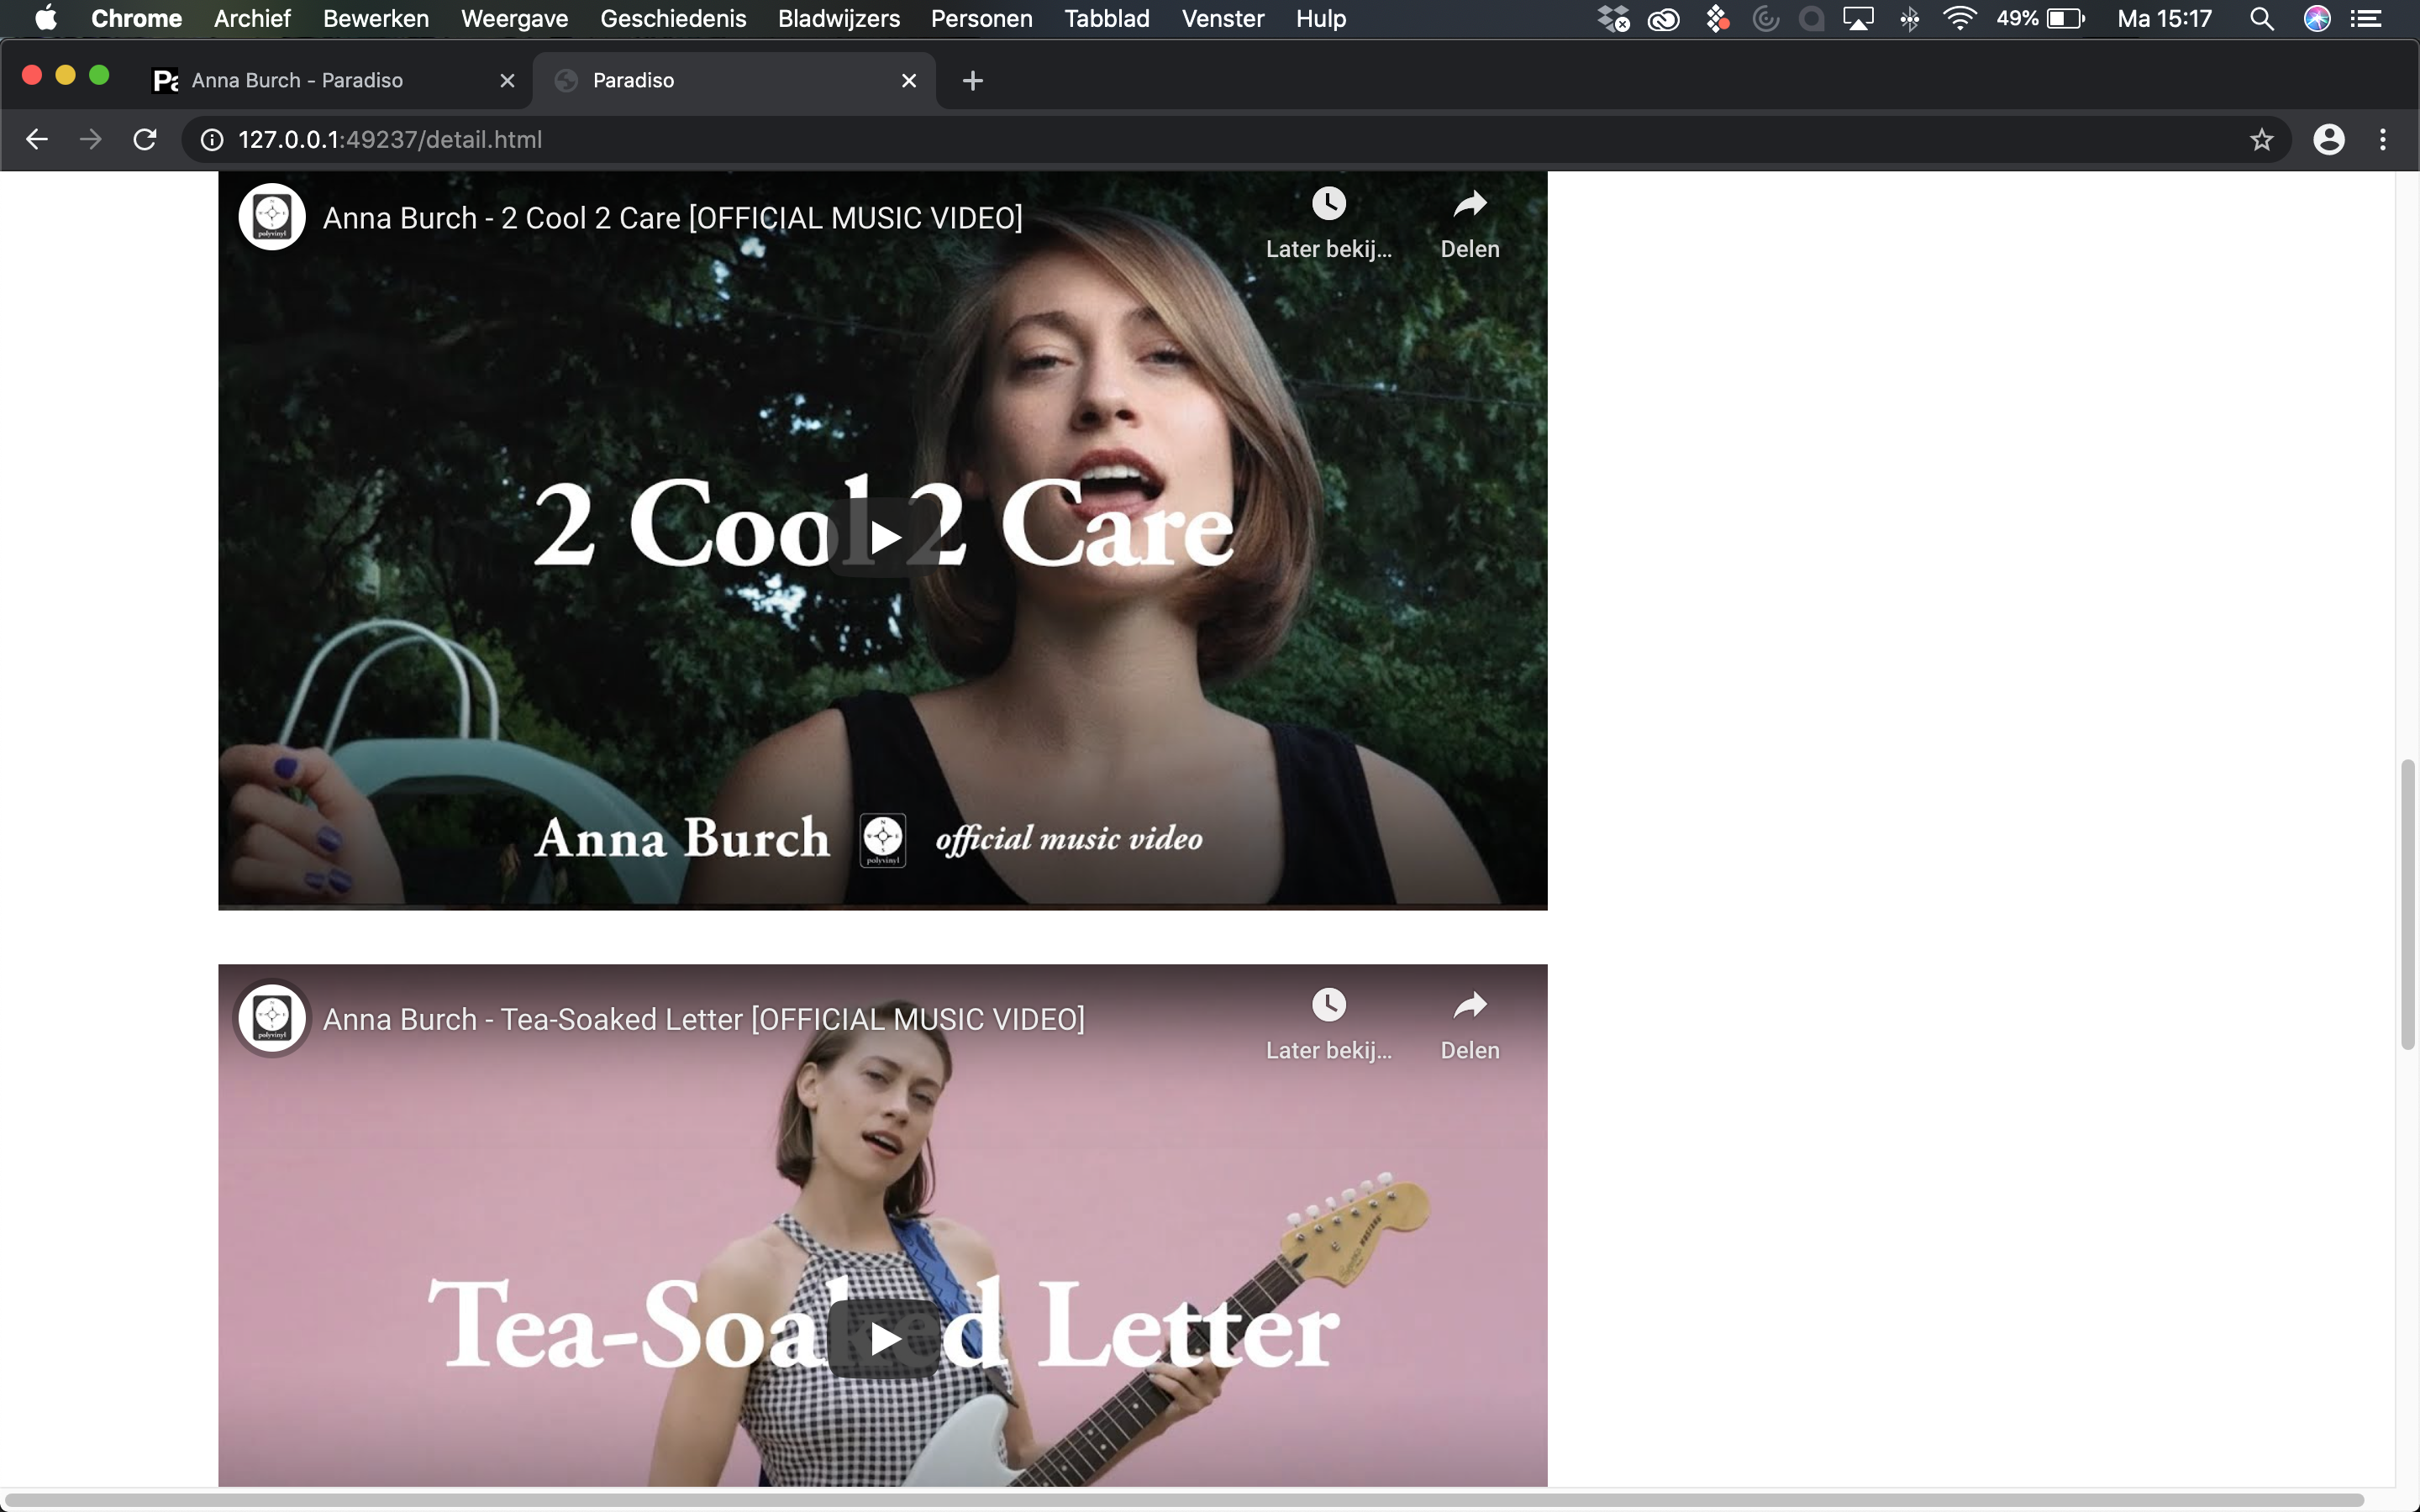 Chrome Archief Bewerken Weergave Geschiedenis Bladwijzers Personen Tabblad Venster Hulp 49% Ma 15:17
Pa Anna Burch - Paradiso Paradiso
127.0.0.1:49237/detail.html
polyvinyl
Anna Burch - 2 Cool 2 Care [OFFICIAL MUSIC VIDEO]
Later bekij...
Delen
2 Cool 2 Care
Anna Burch polyvinyl official music video
polyvinyl
Anna Burch - Tea-Soaked Letter [OFFICIAL MUSIC VIDEO]
Later bekij...
Delen
Tea-Soaked Letter